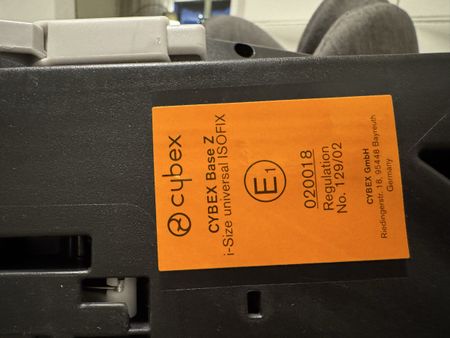 cybex
CYBEX Base Z
i-Size universal ISOFIX
E1
020018
Regulation
No. 129/02
CYBEX GmbH
Riedingerstr. 18, 95448 Bayreuth
Germany